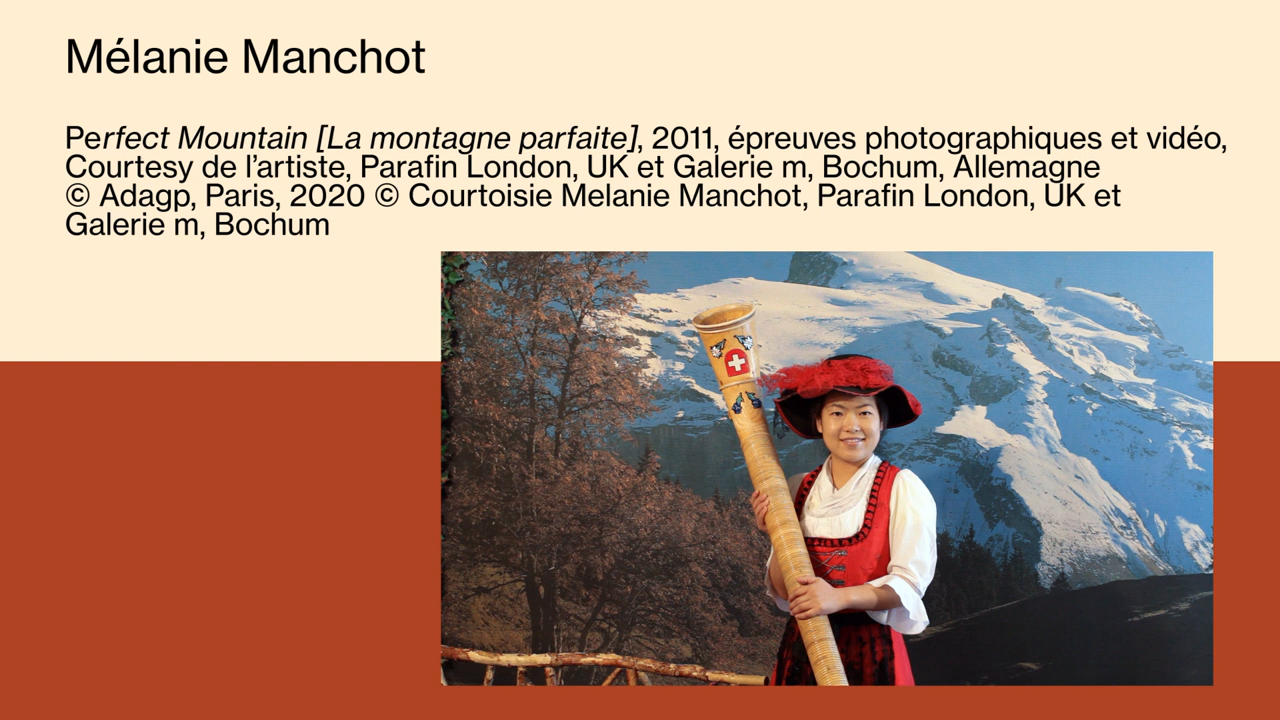 Mélanie Manchot
Perfect Mountain [La montagne parfaite], 2011, épreuves photographiques et vidéo,
Courtesy de l’artiste, Parafin London, UK et Galerie m, Bochum, Allemagne
© Adagp, Paris, 2020 © Courtoisie Melanie Manchot, Parafin London, UK et
Galerie m, Bochum